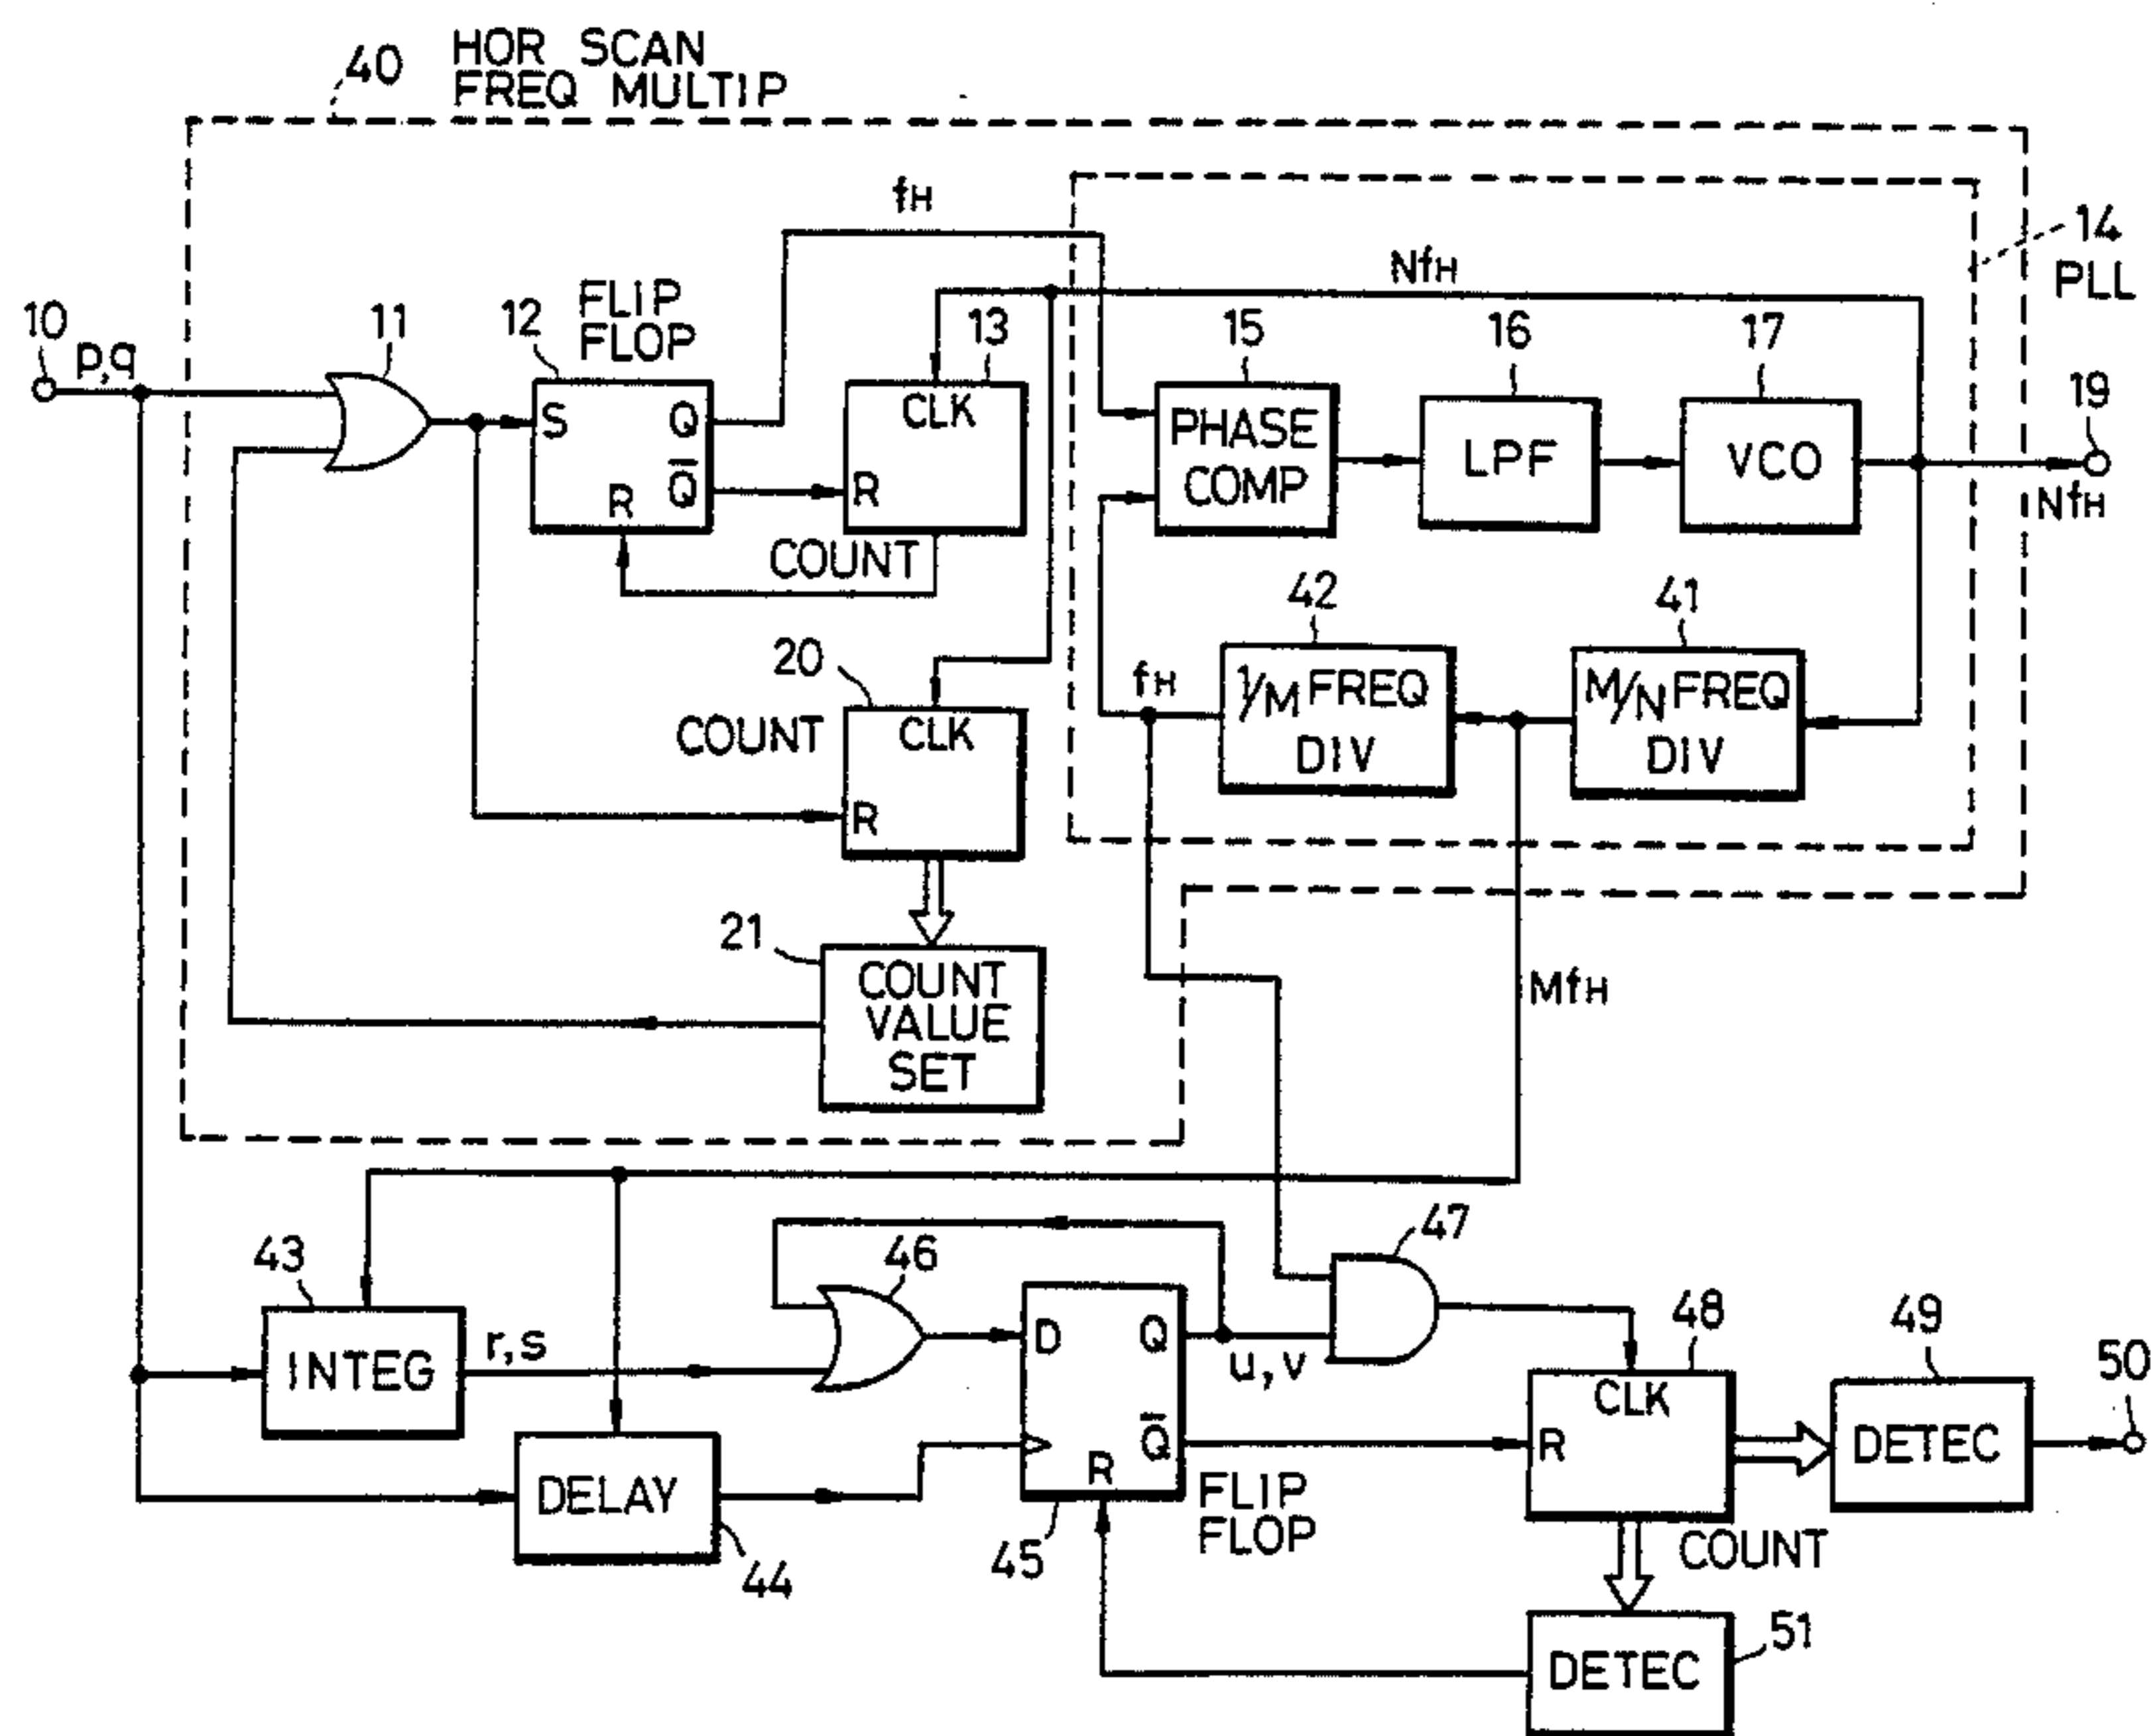 40
HOR SCAN
FREQ MULTIP
fH
14
PLL
NfH
10
p,q
11
12
FLIP
FLOP
13
15
16
17
19
S
Q
Q̅
R
CLK
R
PHASE
COMP
LPF
VCO
NfH
COUNT
42
41
20
COUNT
CLK
R
fH
1/M FREQ
DIV
M/N FREQ
DIV
21
COUNT
VALUE
SET
MfH
43
46
47
INTEG
r,s
D
Q
Q̅
R
u,v
48
49
50
CLK
R
DETEC
DELAY
44
45
FLIP
FLOP
COUNT
DETEC
51